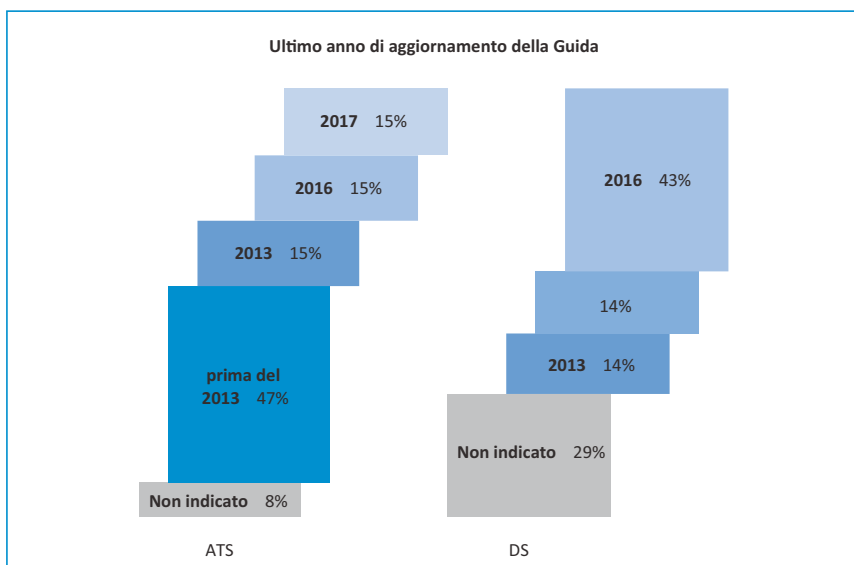 Ultimo anno di aggiornamento della Guida
2017 15%
2016 15%
2013 15%
prima del
2013 47%
Non indicato 8%
ATS
2016 43%
14%
2013 14%
Non indicato 29%
DS